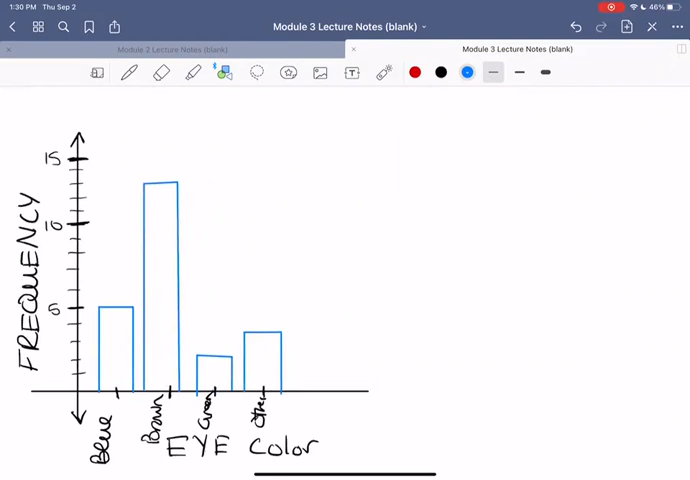 1:30 PM Thu Sep 2
46%
Module 3 Lecture Notes (blank)
Module 2 Lecture Notes (blank)
Module 3 Lecture Notes (blank)
T
15
10
5
FREQUENCY
Blue
Brown
Green
Other
EYE Color